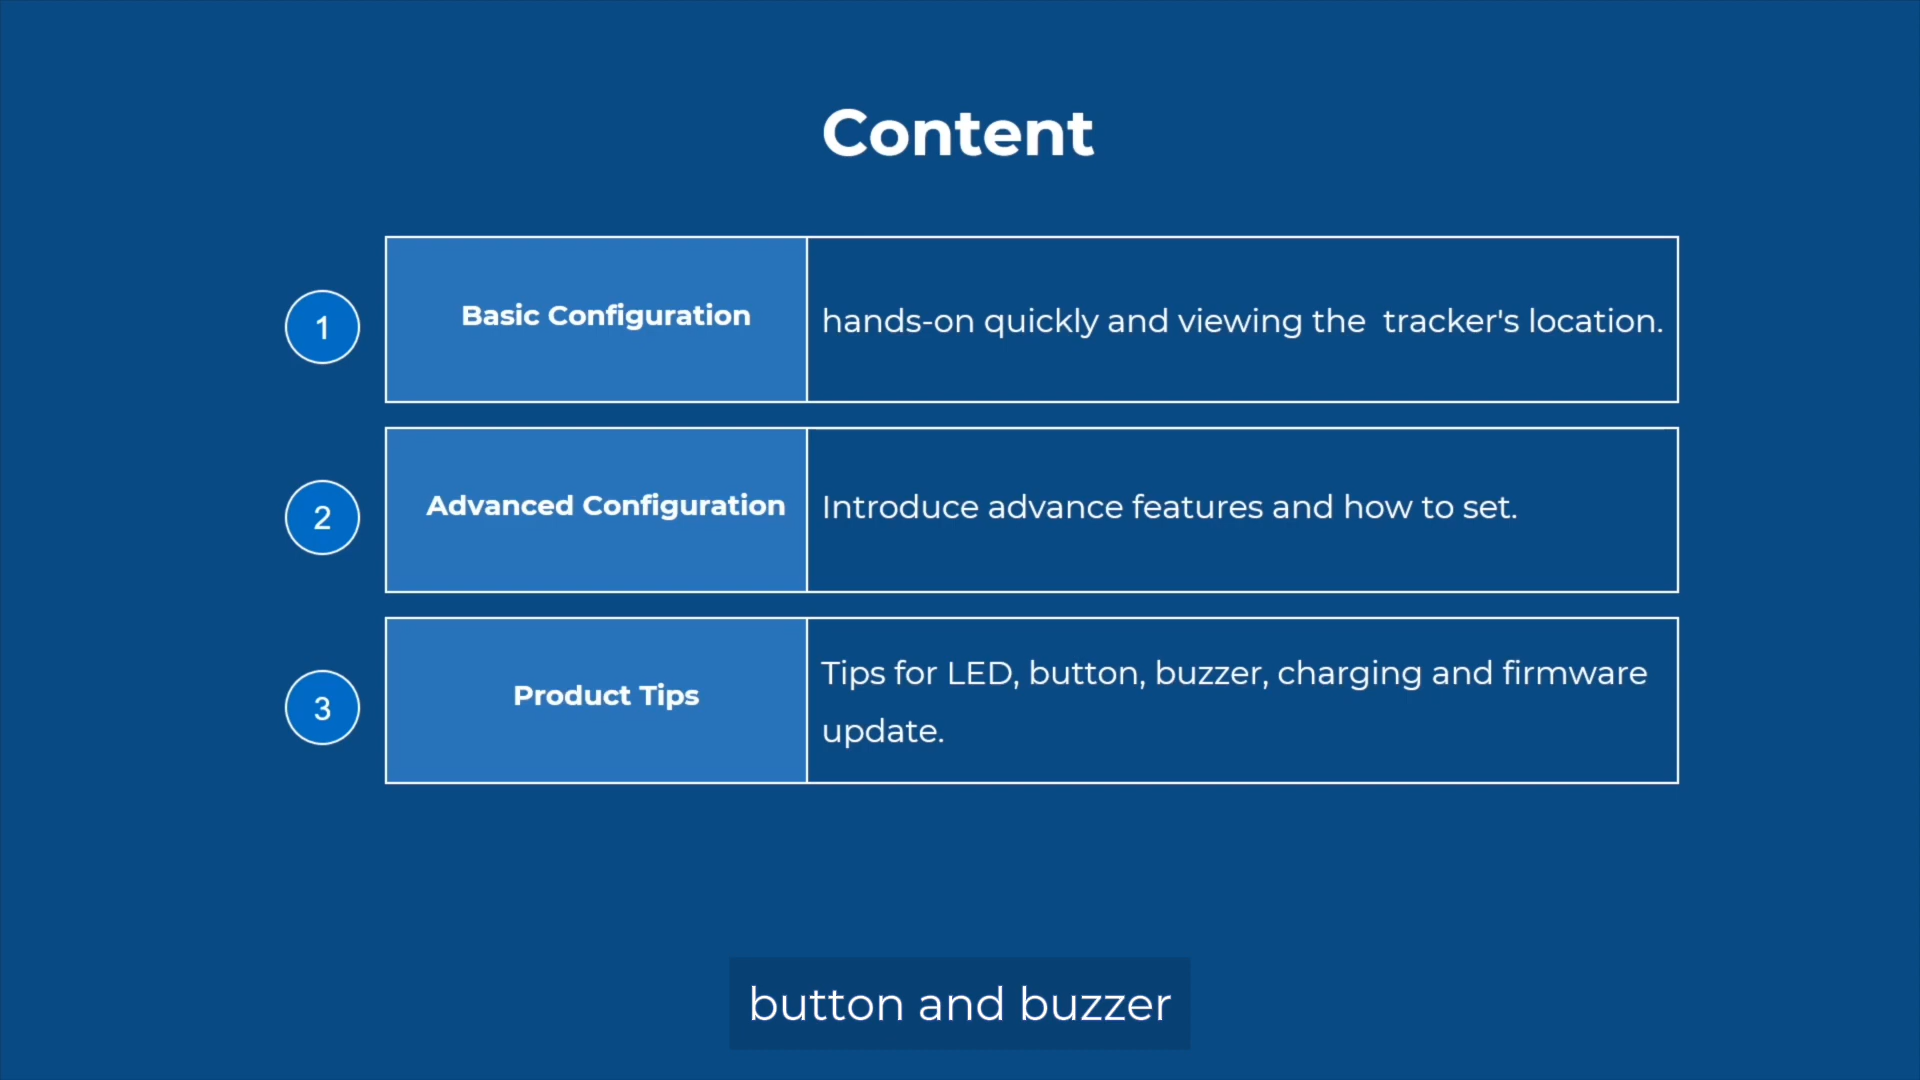 Content
1
Basic Configuration
hands-on quickly and viewing the  tracker's location.
2
Advanced Configuration
Introduce advance features and how to set.
3
Product Tips
Tips for LED, button, buzzer, charging and firmware
update.
button and buzzer